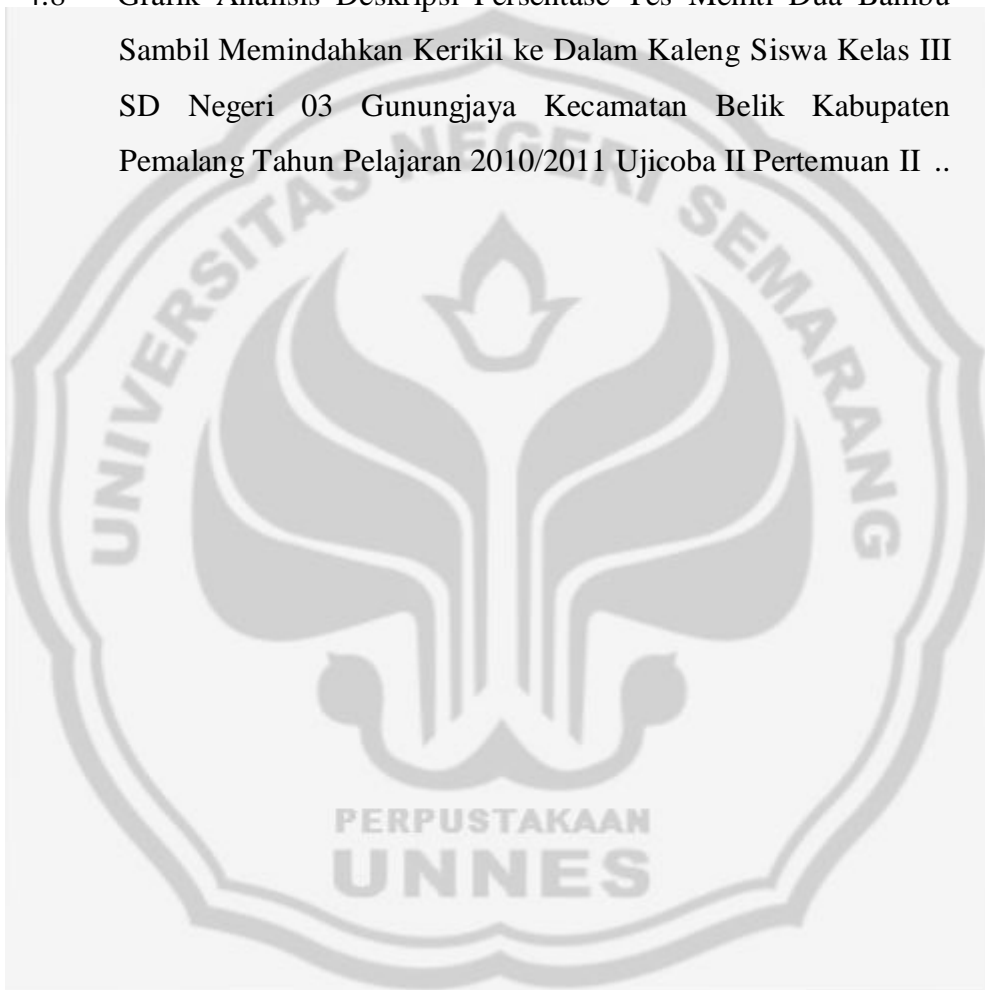 4.8 Grafik Analisis Deskripsi Persentase Tes Meniti Dua Bambu
Sambil Memindahkan Kerikil ke Dalam Kaleng Siswa Kelas III
SD Negeri 03 Gunungjaya Kecamatan Belik Kabupaten
Pemalang Tahun Pelajaran 2010/2011 Ujicoba II Pertemuan II ..
UNIVERSITAS NEGERI SEMARANG
PERPUSTAKAAN
UNNES